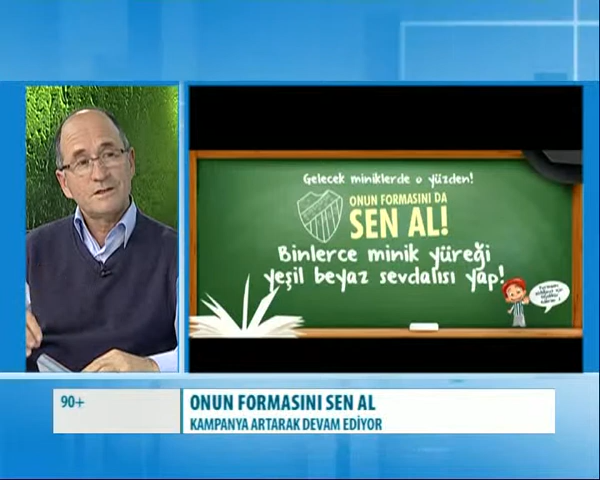 Gelecek miniklerde o yüzden!
ONUN FORMASINI DA
SEN AL!
Binlerce minik yüreği
yeşil beyaz sevdalısı yap!
90+
ONUN FORMASINI SEN AL
KAMPANYA ARTARAK DEVAM EDİYOR